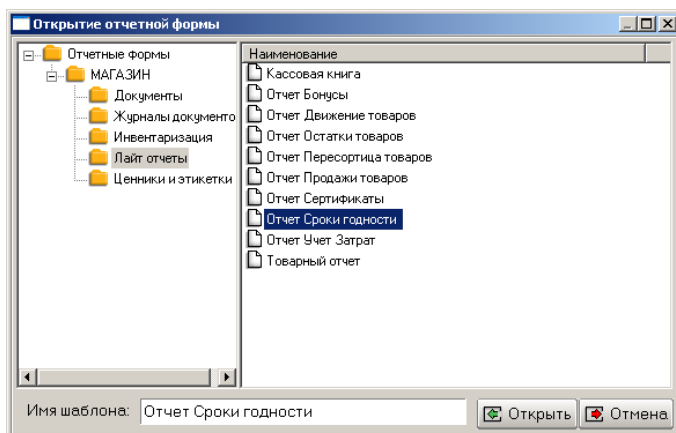 Открытие отчетной формы
Отчетные формы
МАГАЗИН
Документы
Журналы документо
Инвентаризация
Лайт отчеты
Ценники и этикетки
Наименование
Кассовая книга
Отчет Бонусы
Отчет Движение товаров
Отчет Остатки товаров
Отчет Пересортица товаров
Отчет Продажи товаров
Отчет Сертификаты
Отчет Сроки годности
Отчет Учет Затрат
Товарный отчет
Имя шаблона: Отчет Сроки годности Открыть Отмена